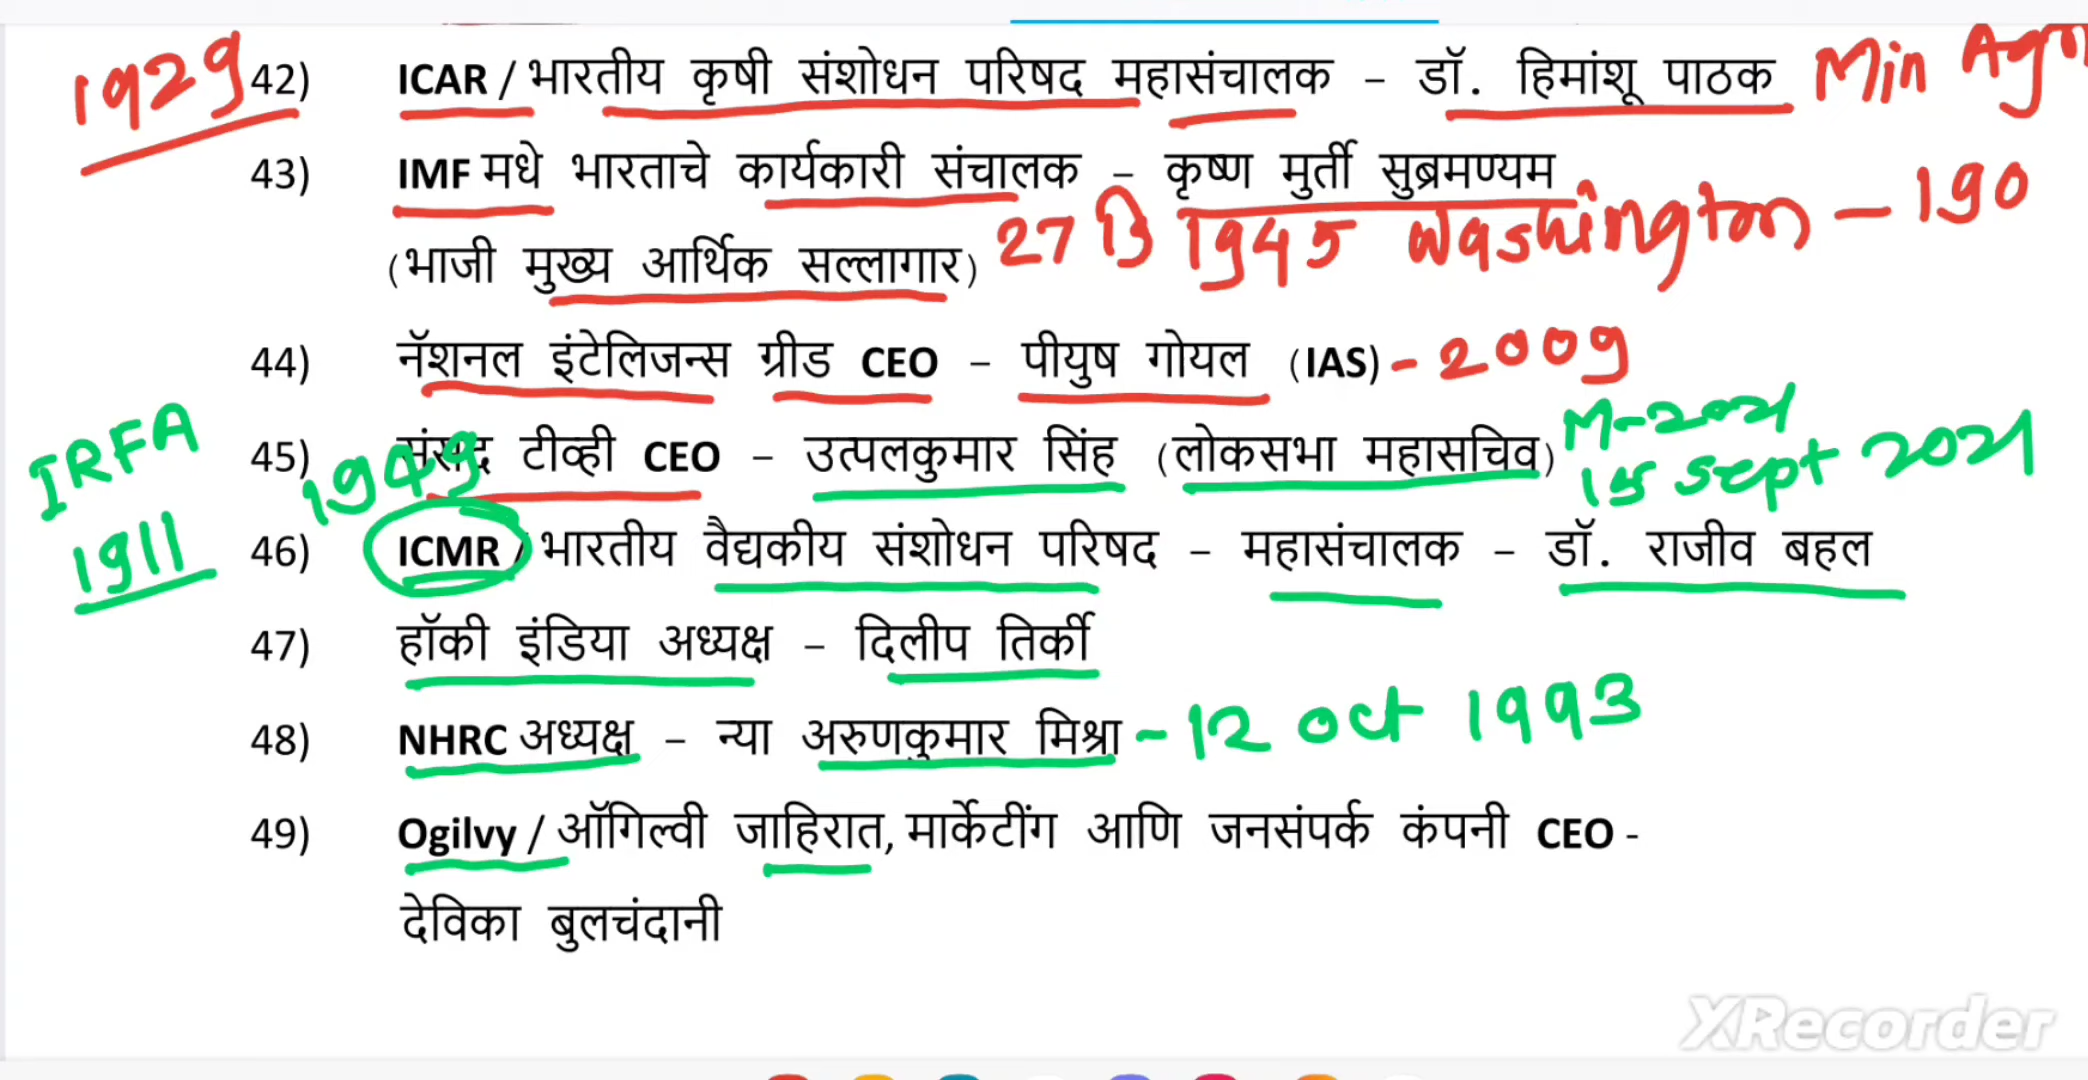 1929 42) ICAR / भारतीय कृषी संशोधन परिषद महासंचालक – डॉ. हिमांशू पाठक Min
43) IMF मधे भारताचे कार्यकारी संचालक – कृष्ण मुर्ती सुब्रमण्यम
(भाजी मुख्य आर्थिक सल्लागार) 27 D 1945 Washington – 190
44) नॅशनल इंटेलिजन्स ग्रीड CEO – पीयुष गोयल (IAS) - 2009
45) संसद टीव्ही CEO – उत्पलकुमार सिंह (लोकसभा महासचिव) M-2021
15 sept 2021
IRFA
1911
1949
46) ICMR / भारतीय वैद्यकीय संशोधन परिषद – महासंचालक – डॉ. राजीव बहल
47) हॉकी इंडिया अध्यक्ष – दिलीप तिर्की
48) NHRC अध्यक्ष – न्या अरुणकुमार मिश्रा - 12 oct 1993
49) Ogilvy / ऑगिल्वी जाहिरात, मार्केटींग आणि जनसंपर्क कंपनी CEO -
देविका बुलचंदानी
XRecorder